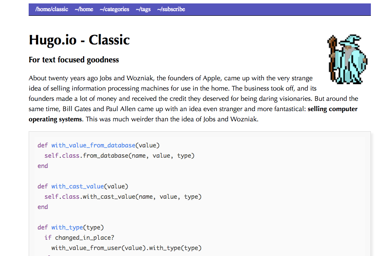 /home/classic ~/home ~/categories ~/tags ~/subscribe
Hugo.io - Classic
For text focused goodness
About twenty years ago Jobs and Wozniak, the founders of Apple, came up with the very strange
idea of selling information processing machines for use in the home. The business took off, and its
founders made a lot of money and received the credit they deserved for being daring visionaries. But around the
same time, Bill Gates and Paul Allen came up with an idea even stranger and more fantastical: selling computer
operating systems. This was much weirder than the idea of Jobs and Wozniak.
def with_value_from_database(value)
self.class.from_database(name, value, type)
end
def with_cast_value(value)
self.class.with_cast_value(name, value, type)
end
def with_type(type)
if changed_in_place?
with_value_from_user(value).with_type(type)